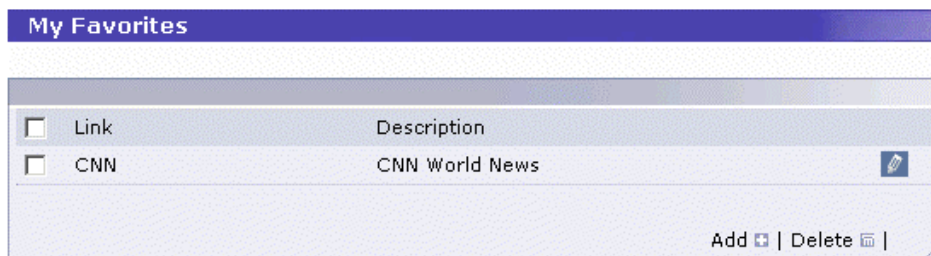 My Favorites
Link Description
CNN CNN World News
Add | Delete |